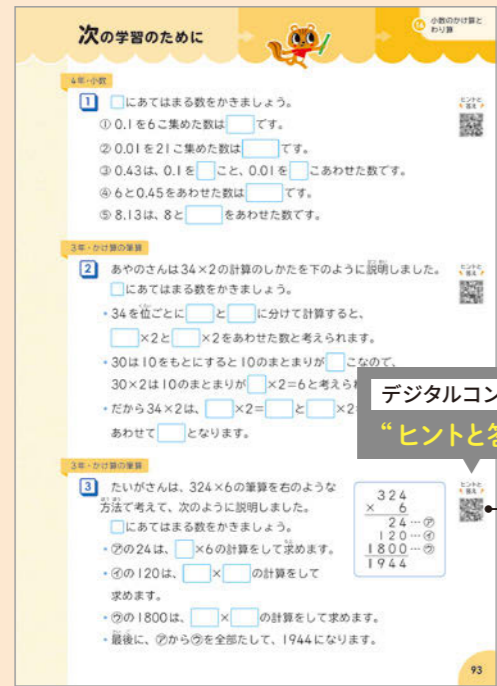 次の学習のために
14 小数のかけ算と
わり算
4年・小数
1 □にあてはまる数をかきましょう。
ヒントと
答え
① 0.1を6こ集めた数は□です。
② 0.01を21こ集めた数は□です。
③ 0.43は、0.1を□こと、0.01を□こあわせた数です。
④ 6と0.45をあわせた数は□です。
⑤ 8.13は、8と□をあわせた数です。
3年・かけ算の筆算
2 あやのさんは34×2の計算のしかたを下のように説明しました。
ヒントと
答え
□にあてはまる数をかきましょう。
・34を位ごとに□と□に分けて計算すると、
□×2と□×2をあわせた数と考えられます。
・30は10をもとにすると10のまとまりが□こなので、
30×2は10のまとまりが□×2=6と考えら
・だから34×2は、□×2=□と□×2
あわせて□となります。
デジタルコン
“ヒントと答
3年・かけ算の筆算
3 たいがさんは、324×6の筆算を右のような
方法で考えて、次のように説明しました。
□にあてはまる数をかきましょう。
・㋐の24は、□×6の計算をして求めます。
・㋑の120は、□×□の計算をして
求めます。
・㋒の1800は、□×□の計算をして求めます。
・最後に、㋐から㋒を全部たして、1944になります。
324
× 6
24…㋐
120…㋑
1800…㋒
1944
ヒントと
答え
93